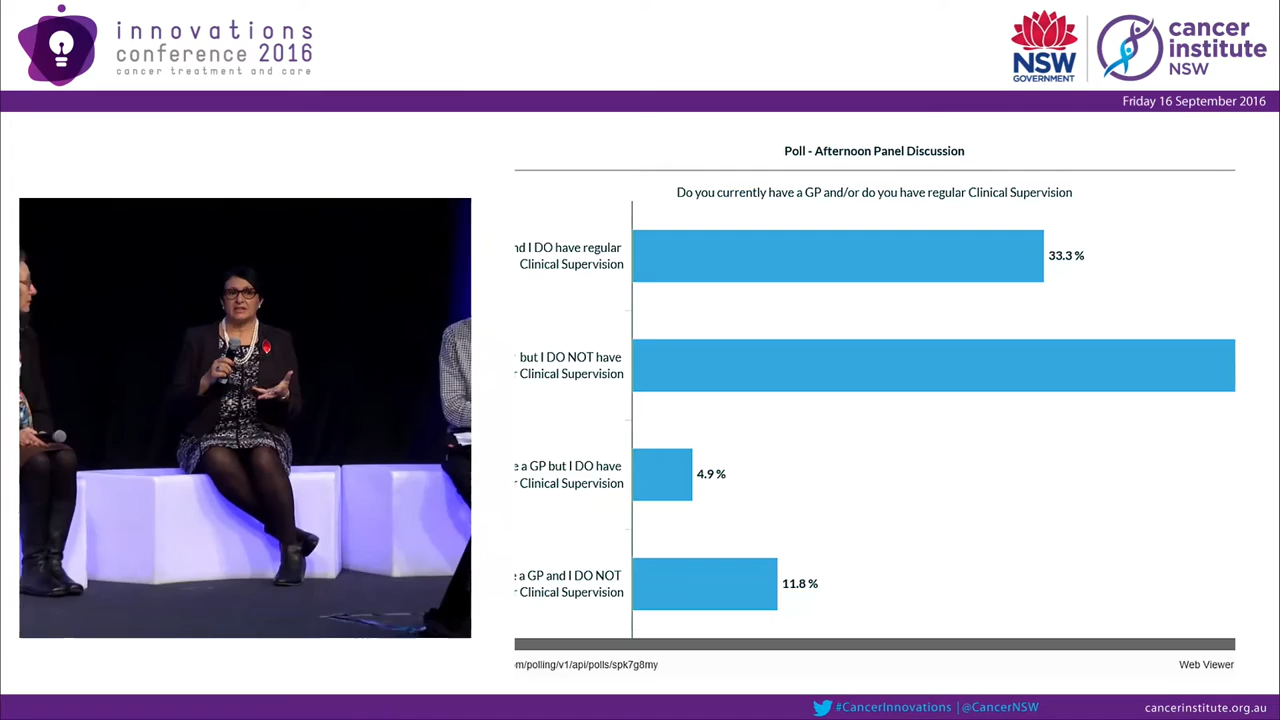 innovations
conference 2016
cancer treatment and care
NSW
GOVERNMENT
cancer
institute
NSW
Friday 16 September 2016
Poll - Afternoon Panel Discussion
Do you currently have a GP and/or do you have regular Clinical Supervision
I DO have regular
Clinical Supervision
33.3 %
but I DO NOT have
Clinical Supervision
a GP but I DO have
Clinical Supervision
4.9 %
a GP and I DO NOT
Clinical Supervision
11.8 %
m/polling/v1/api/polls/spk7g8my
Web Viewer
#CancerInnovations | @CancerNSW
cancerinstitute.org.au